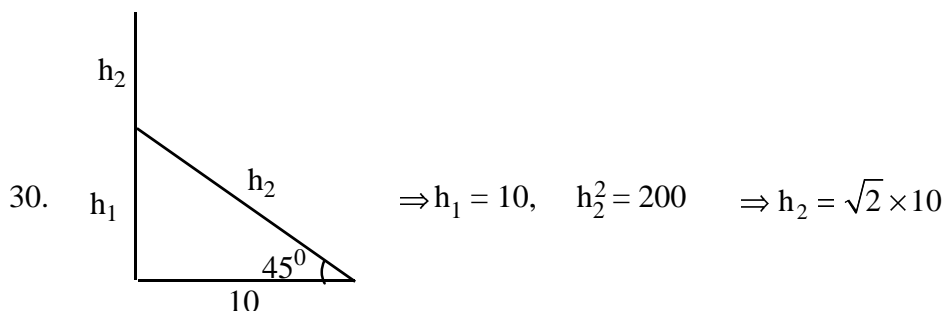 h₂
30. h₁ h₂ ⇒ h₁ = 10, h₂² = 200 ⇒ h₂ = √2 × 10
45⁰
10